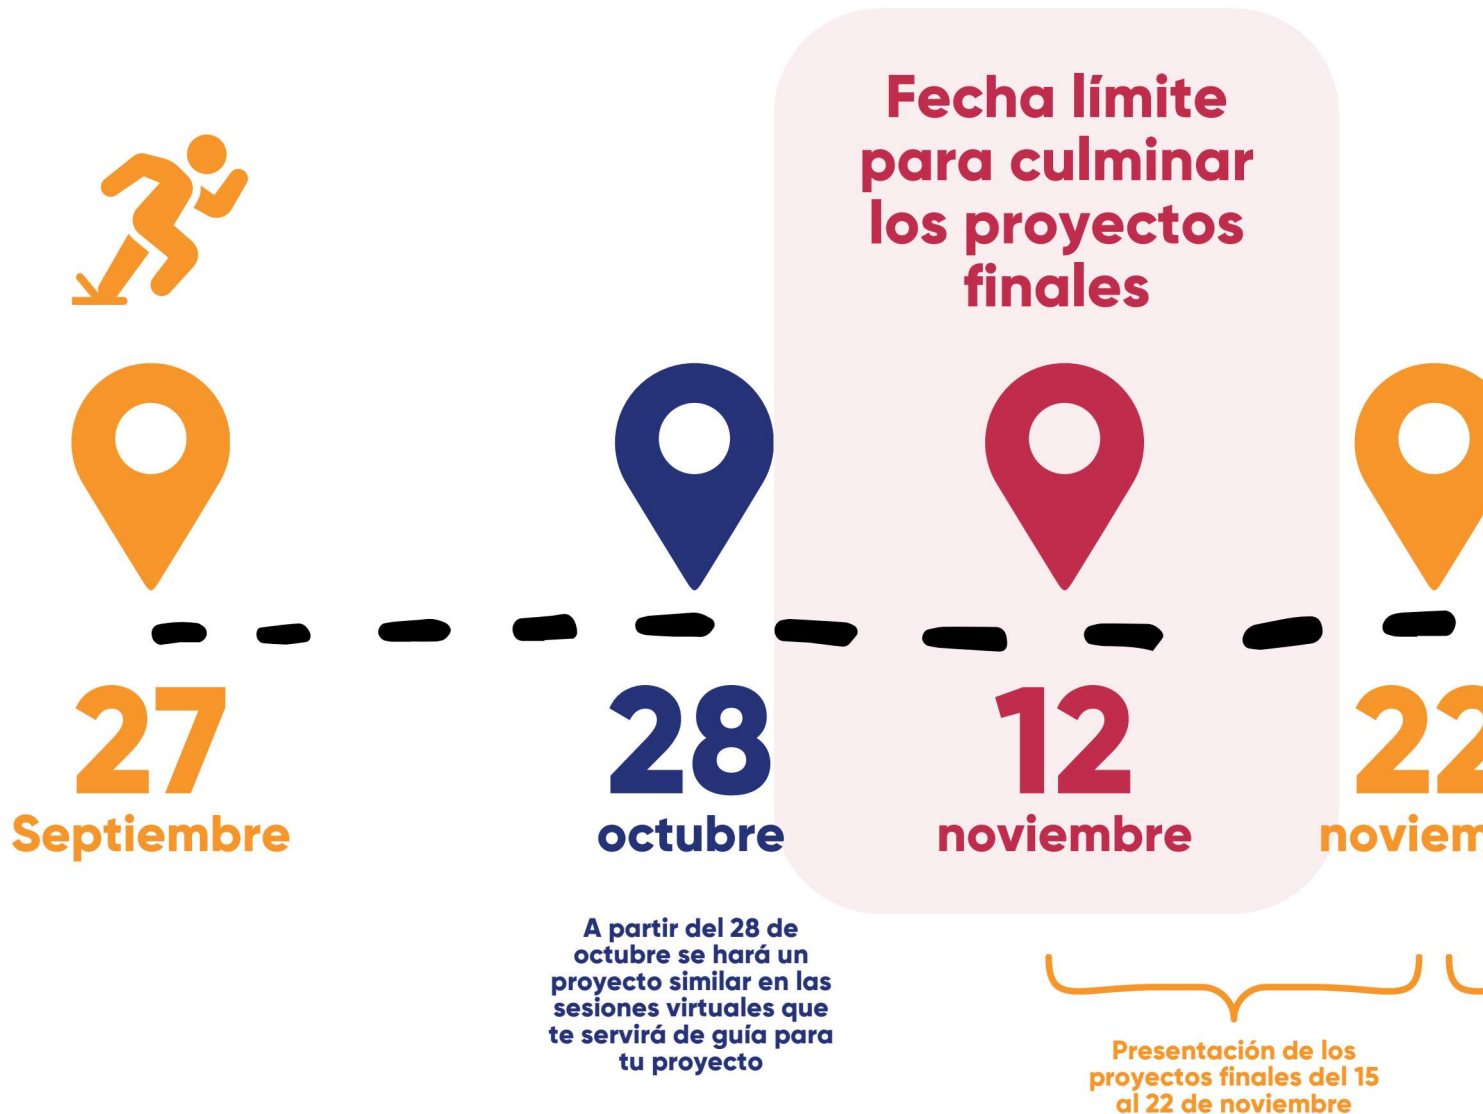 Fecha límite
para culminar
los proyectos
finales
27
Septiembre
28
octubre
12
noviembre
22
A partir del 28 de
octubre se hará un
proyecto similar en las
sesiones virtuales que
te servirá de guía para
tu proyecto
Presentación de los
proyectos finales del 15
al 22 de noviembre